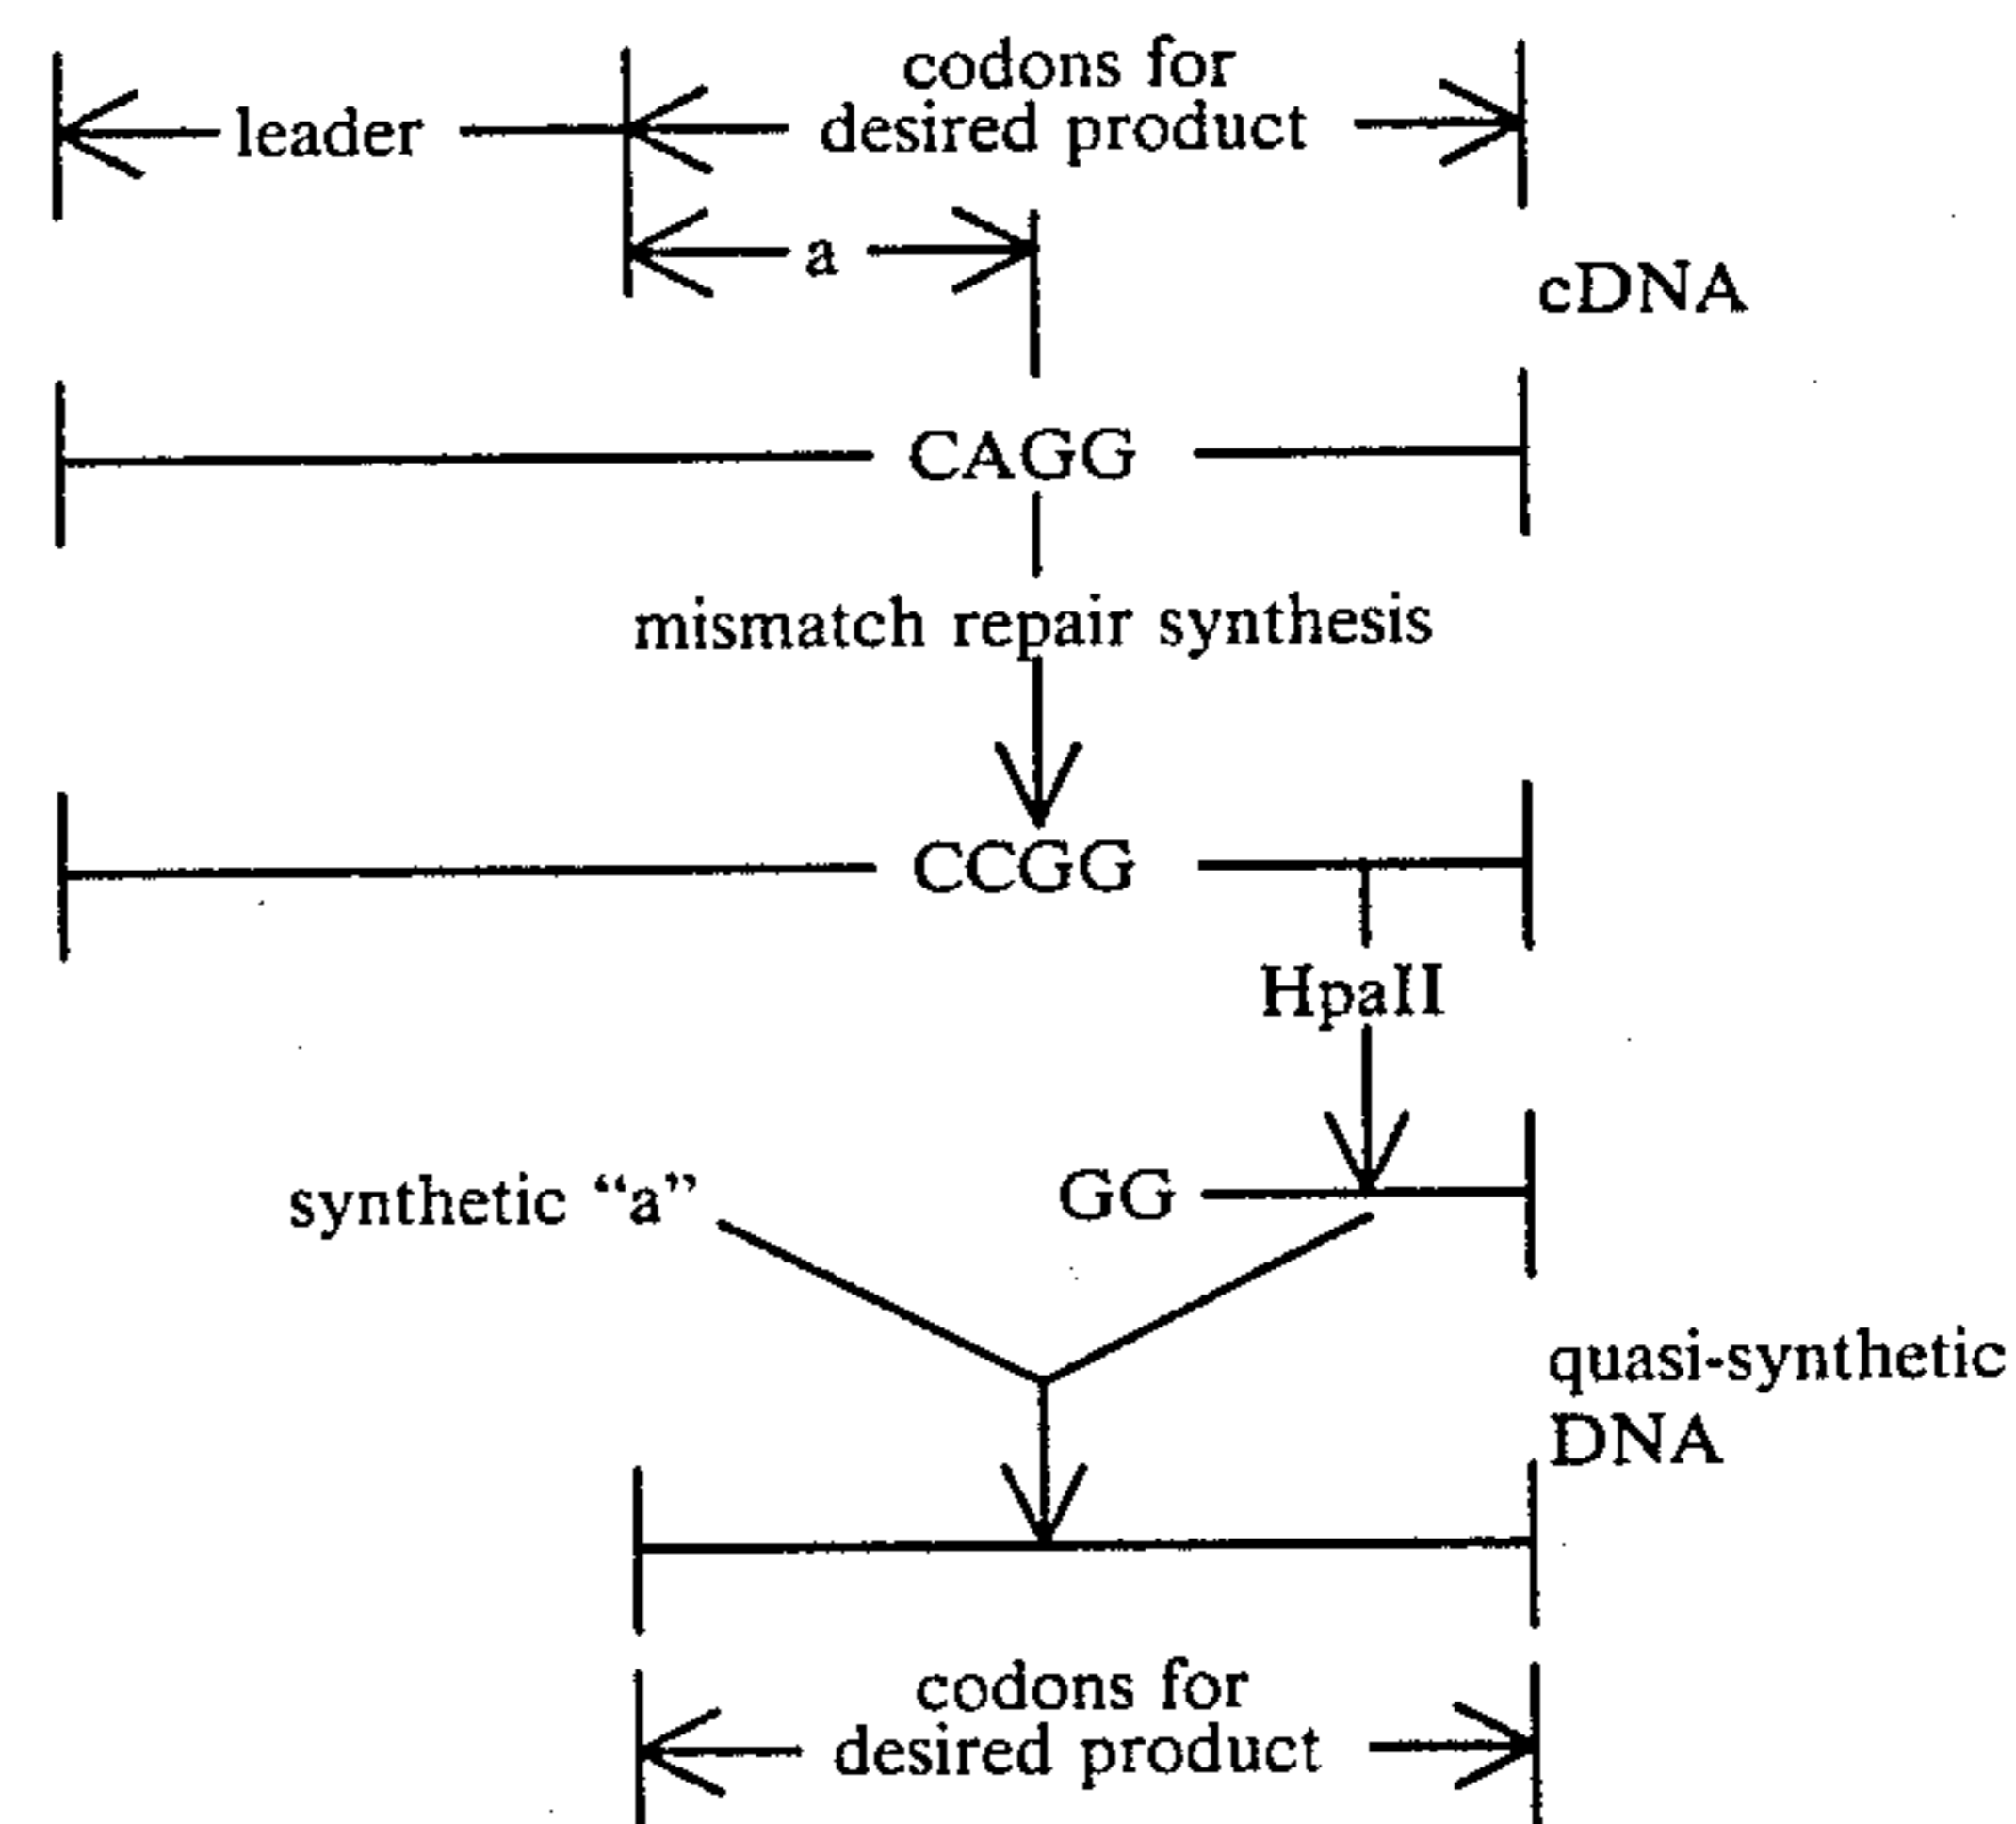 codons for
leader desired product
a
cDNA
CAGG
mismatch repair synthesis
CCGG
HpaII
synthetic “a” GG
quasi-synthetic
DNA
codons for
desired product